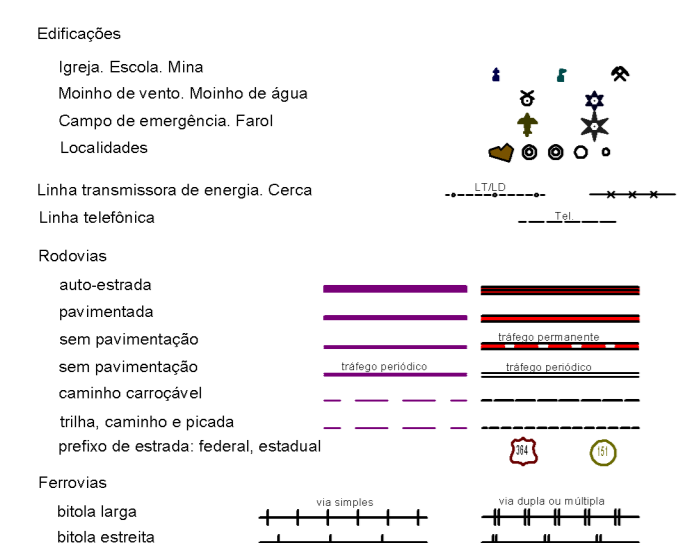 Edificações
Igreja. Escola. Mina
Moinho de vento. Moinho de água
Campo de emergência. Farol
Localidades
Linha transmissora de energia. Cerca LT/LD
Linha telefônica Tel.
Rodovias
auto-estrada
pavimentada
sem pavimentação tráfego permanente
sem pavimentação tráfego periódico tráfego periódico
caminho carroçável
trilha, caminho e picada
prefixo de estrada: federal, estadual 364 151
Ferrovias
bitola larga via simples via dupla ou múltipla
bitola estreita